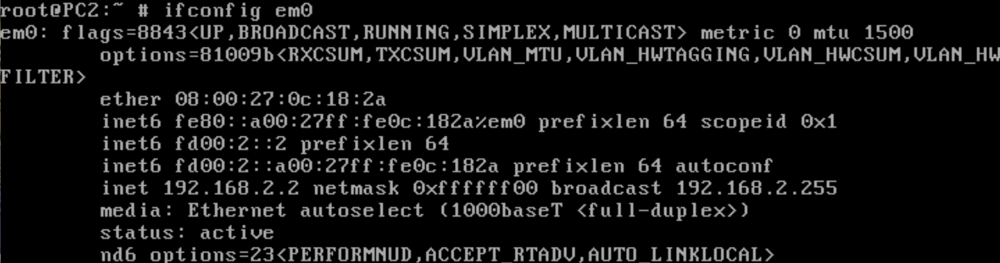 root@PC2:~ # ifconfig em0
em0: flags=8843<UP,BROADCAST,RUNNING,SIMPLEX,MULTICAST> metric 0 mtu 1500
options=81009b<RXCSUM,TXCSUM,VLAN_MTU,VLAN_HWTAGGING,VLAN_HWCSUM,VLAN_HW
FILTER>
ether 08:00:27:0c:18:2a
inet6 fe80::a00:27ff:fe0c:182a%em0 prefixlen 64 scopeid 0x1
inet6 fd00:2::2 prefixlen 64
inet6 fd00:2::a00:27ff:fe0c:182a prefixlen 64 autoconf
inet 192.168.2.2 netmask 0xffffff00 broadcast 192.168.2.255
media: Ethernet autoselect (1000baseT <full-duplex>)
status: active
nd6 options=23<PERFORMNUD,ACCEPT_RTADV,AUTO_LINKLOCAL>